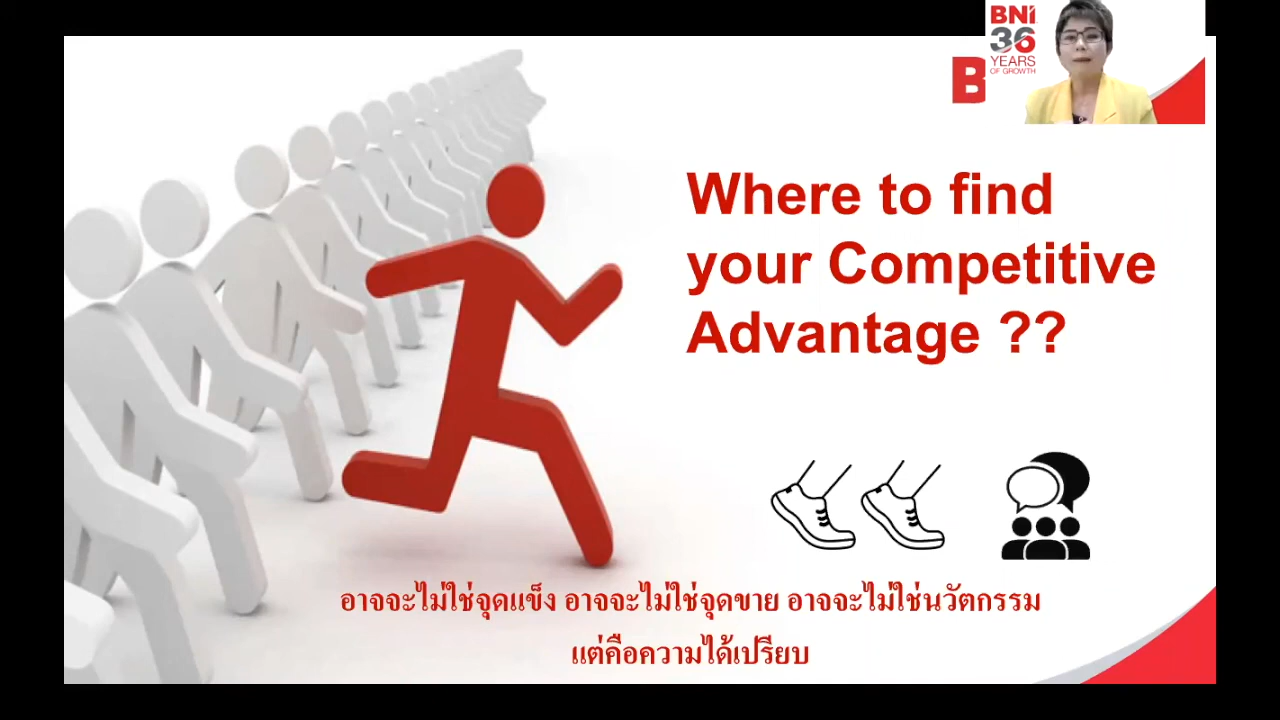 BNI
36
YEARS
OF GROWTH
B
Where to find
your Competitive
Advantage ??
อาจจะไม่ใช่จุดแข็ง อาจจะไม่ใช่จุดขาย อาจจะไม่ใช่นวัตกรรม
แต่คือความได้เปรียบ